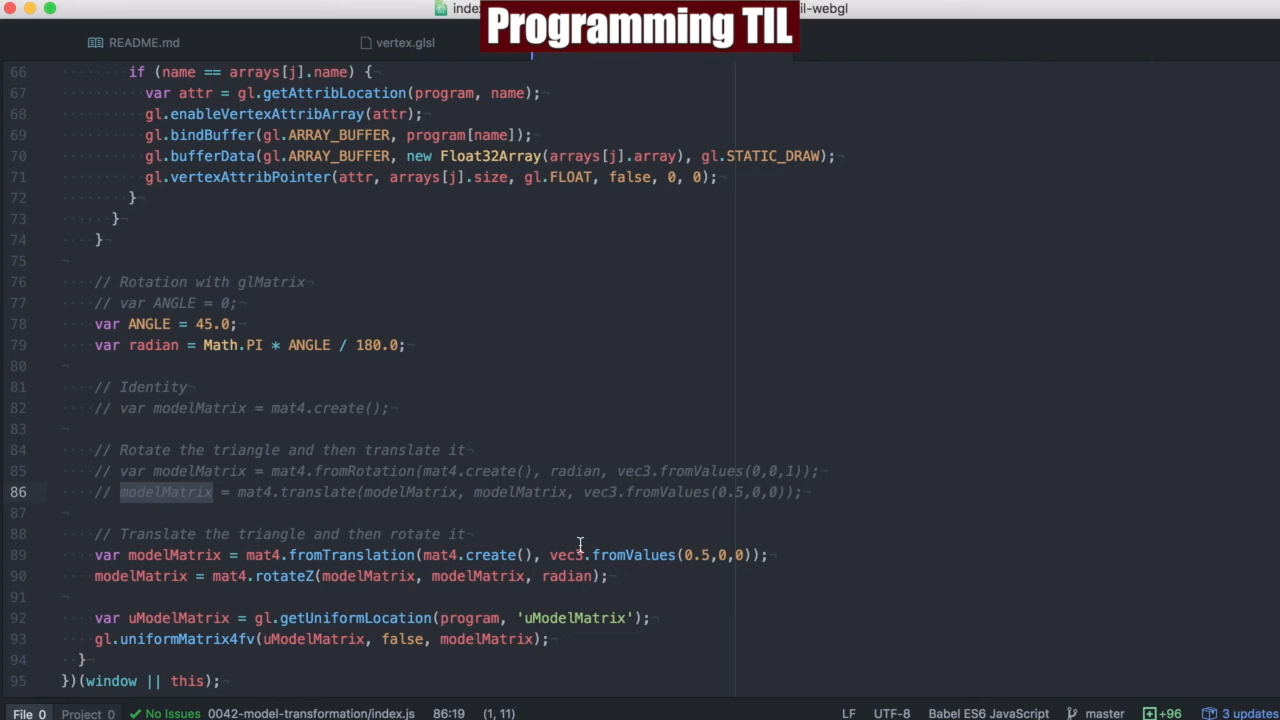 index
til-webgl
Programming TIL
README.md
vertex.glsl
66 if (name == arrays[j].name) {
67 var attr = gl.getAttribLocation(program, name);
68 gl.enableVertexAttribArray(attr);
69 gl.bindBuffer(gl.ARRAY_BUFFER, program[name]);
70 gl.bufferData(gl.ARRAY_BUFFER, new Float32Array(arrays[j].array), gl.STATIC_DRAW);
71 gl.vertexAttribPointer(attr, arrays[j].size, gl.FLOAT, false, 0, 0);
72 }
73 }
74 }
75
76 // Rotation with glMatrix
77 // var ANGLE = 0;
78 var ANGLE = 45.0;
79 var radian = Math.PI * ANGLE / 180.0;
80
81 // Identity
82 // var modelMatrix = mat4.create();
83
84 // Rotate the triangle and then translate it
85 // var modelMatrix = mat4.fromRotation(mat4.create(), radian, vec3.fromValues(0,0,1));
86 // modelMatrix = mat4.translate(modelMatrix, modelMatrix, vec3.fromValues(0.5,0,0));
87
88 // Translate the triangle and then rotate it
89 var modelMatrix = mat4.fromTranslation(mat4.create(), vec3.fromValues(0.5,0,0));
90 modelMatrix = mat4.rotateZ(modelMatrix, modelMatrix, radian);
91
92 var uModelMatrix = gl.getUniformLocation(program, 'uModelMatrix');
93 gl.uniformMatrix4fv(uModelMatrix, false, modelMatrix);
94 }
95 })(window || this);
File 0 Project 0 No Issues 0042-model-transformation/index.js 86:19 (1, 11) LF UTF-8 Babel ES6 JavaScript master +96 3 updates